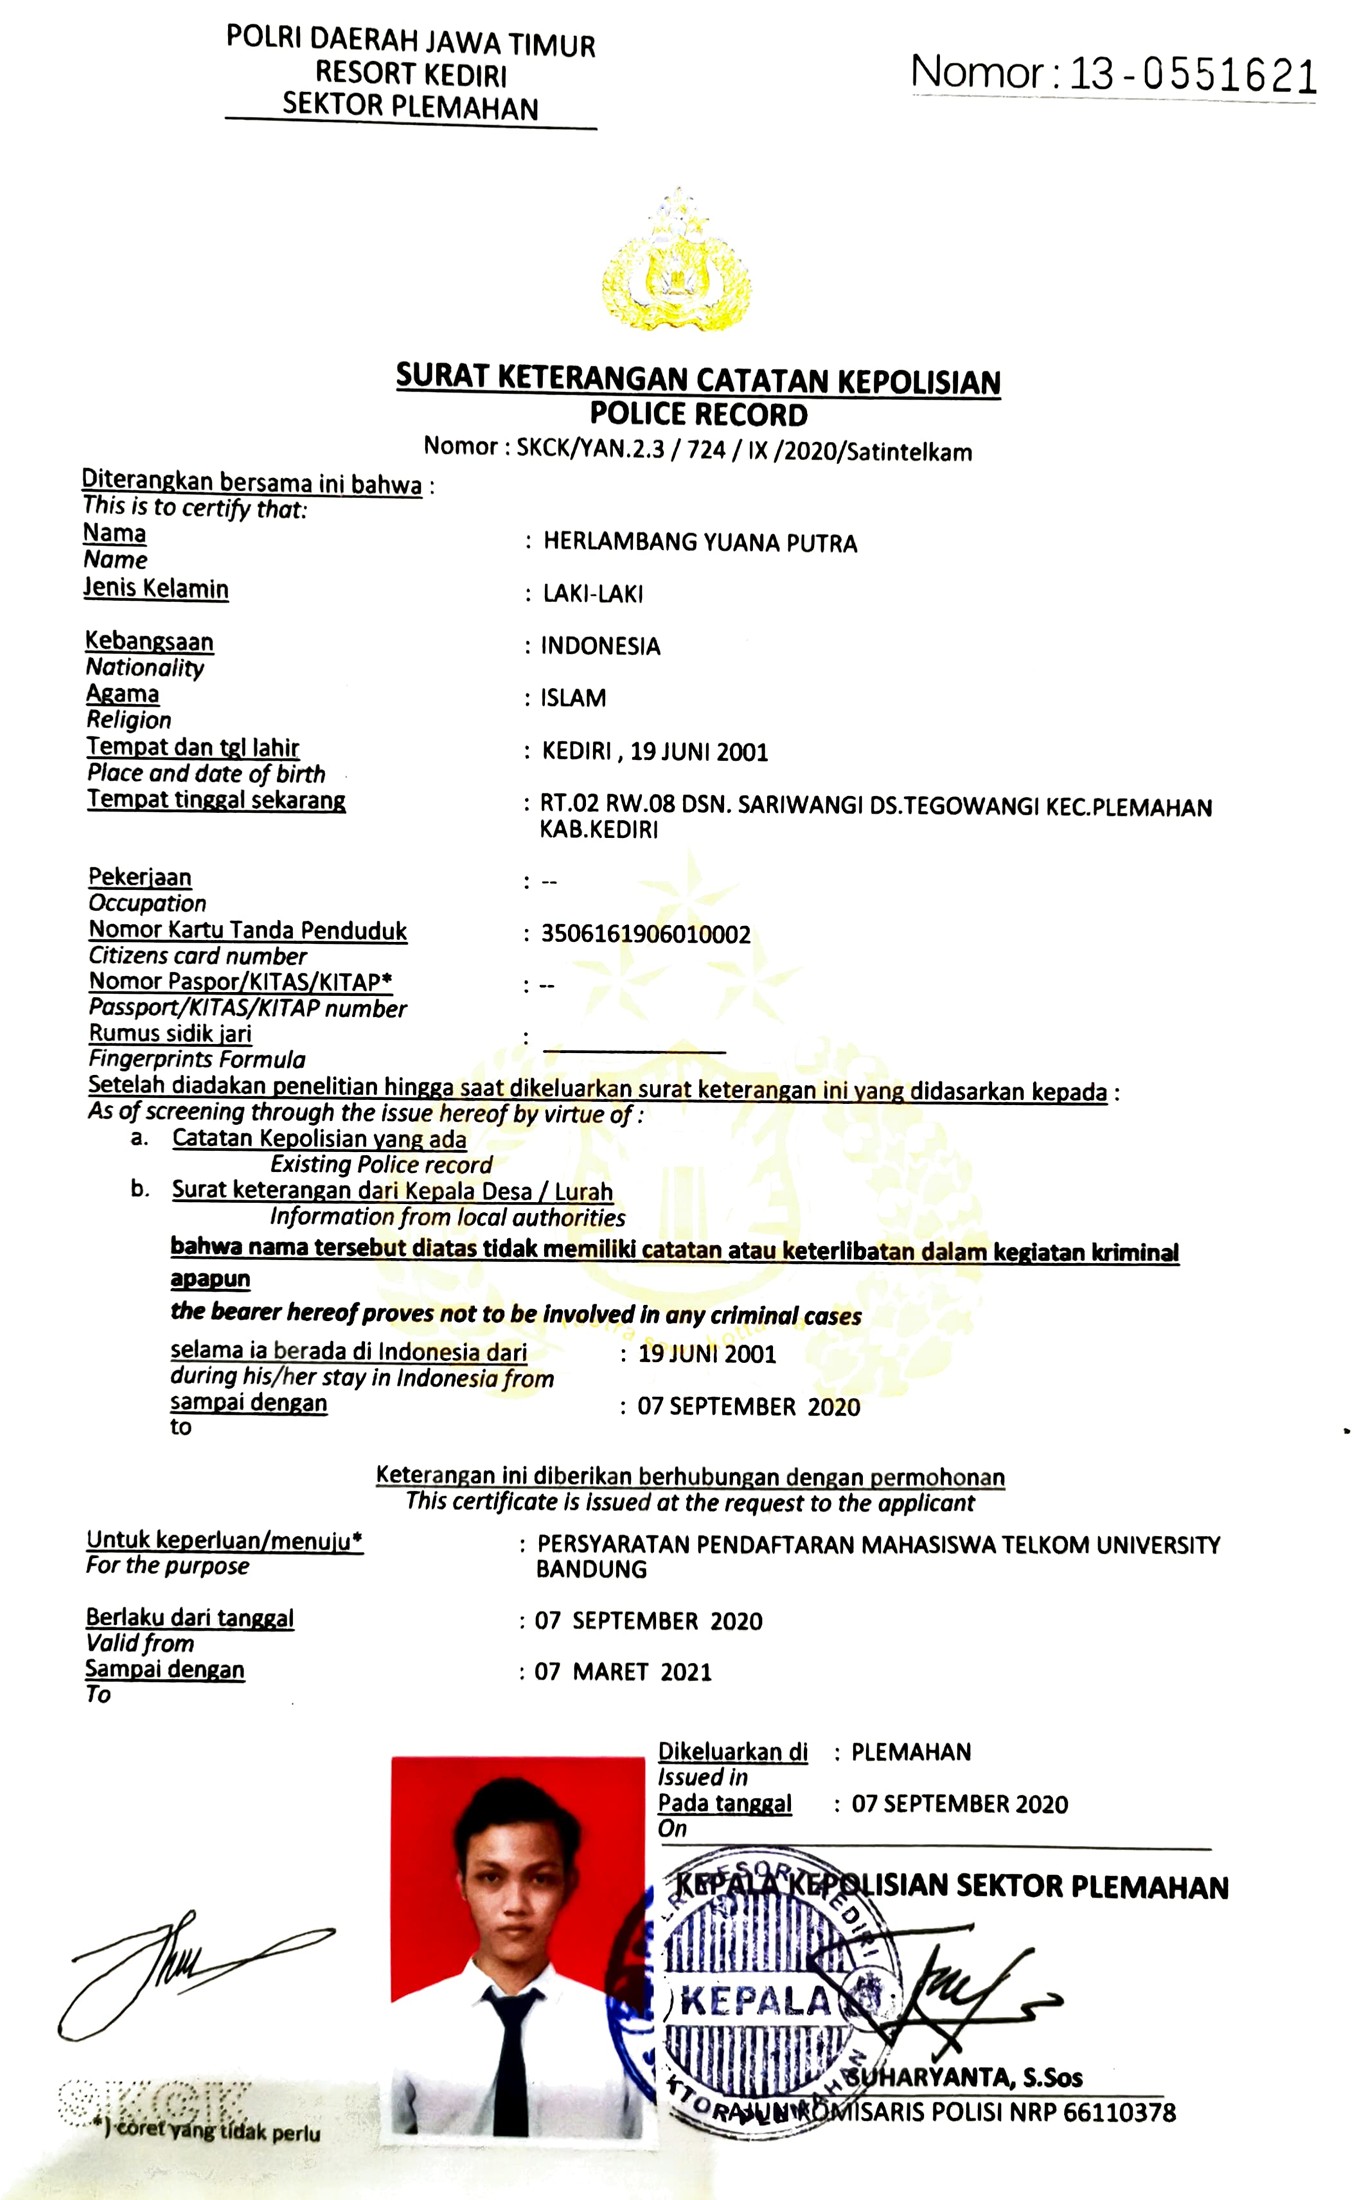 POLRI DAERAH JAWA TIMUR
RESORT KEDIRI
SEKTOR PLEMAHAN
Nomor : 13-0551621
SURAT KETERANGAN CATATAN KEPOLISIAN
POLICE RECORD
Nomor : SKCK/YAN.2.3 / 724 / IX /2020/Satintelkam
Diterangkan bersama ini bahwa :
This is to certify that:
Nama : HERLAMBANG YUANA PUTRA
Name
Jenis Kelamin : LAKI-LAKI
Kebangsaan : INDONESIA
Nationality
Agama : ISLAM
Religion
Tempat dan tgl lahir : KEDIRI , 19 JUNI 2001
Place and date of birth
Tempat tinggal sekarang : RT.02 RW.08 DSN. SARIWANGI DS.TEGOWANGI KEC.PLEMAHAN
KAB.KEDIRI
Pekerjaan : --
Occupation
Nomor Kartu Tanda Penduduk : 3506161906010002
Citizens card number
Nomor Paspor/KITAS/KITAP* : --
Passport/KITAS/KITAP number
Rumus sidik jari :
Fingerprints Formula
Setelah diadakan penelitian hingga saat dikeluarkan surat keterangan ini yang didasarkan kepada :
As of screening through the issue hereof by virtue of :
a. Catatan Kepolisian yang ada
Existing Police record
b. Surat keterangan dari Kepala Desa / Lurah
Information from local authorities
bahwa nama tersebut diatas tidak memiliki catatan atau keterlibatan dalam kegiatan kriminal
apapun
the bearer hereof proves not to be involved in any criminal cases
selama ia berada di Indonesia dari : 19 JUNI 2001
during his/her stay in Indonesia from
sampai dengan : 07 SEPTEMBER 2020
to
Keterangan ini diberikan berhubungan dengan permohonan
This certificate is issued at the request to the applicant
Untuk keperluan/menuju* : PERSYARATAN PENDAFTARAN MAHASISWA TELKOM UNIVERSITY
For the purpose BANDUNG
Berlaku dari tanggal : 07 SEPTEMBER 2020
Valid from
Sampai dengan : 07 MARET 2021
To
Dikeluarkan di : PLEMAHAN
Issued in
Pada tanggal : 07 SEPTEMBER 2020
On
KEPALA KEPOLISIAN SEKTOR PLEMAHAN
RESORT KEDIRI
KEPALA
SEKTOR PLEMAHAN
SUHARYANTA, S.Sos
AJUN KOMISARIS POLISI NRP 66110378
SKCK
*) coret yang tidak perlu